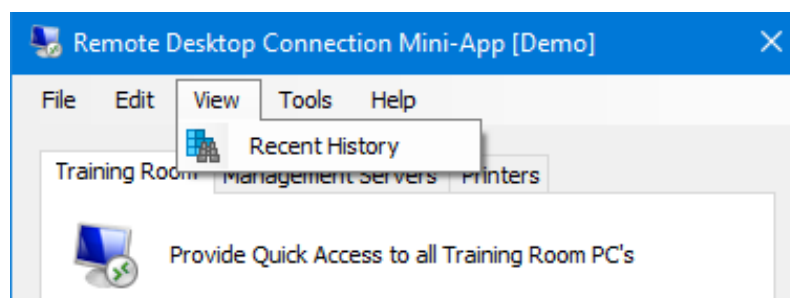 Remote Desktop Connection Mini-App [Demo]
File Edit View Tools Help
Recent History
Training Room Management Servers Printers
Provide Quick Access to all Training Room PC's